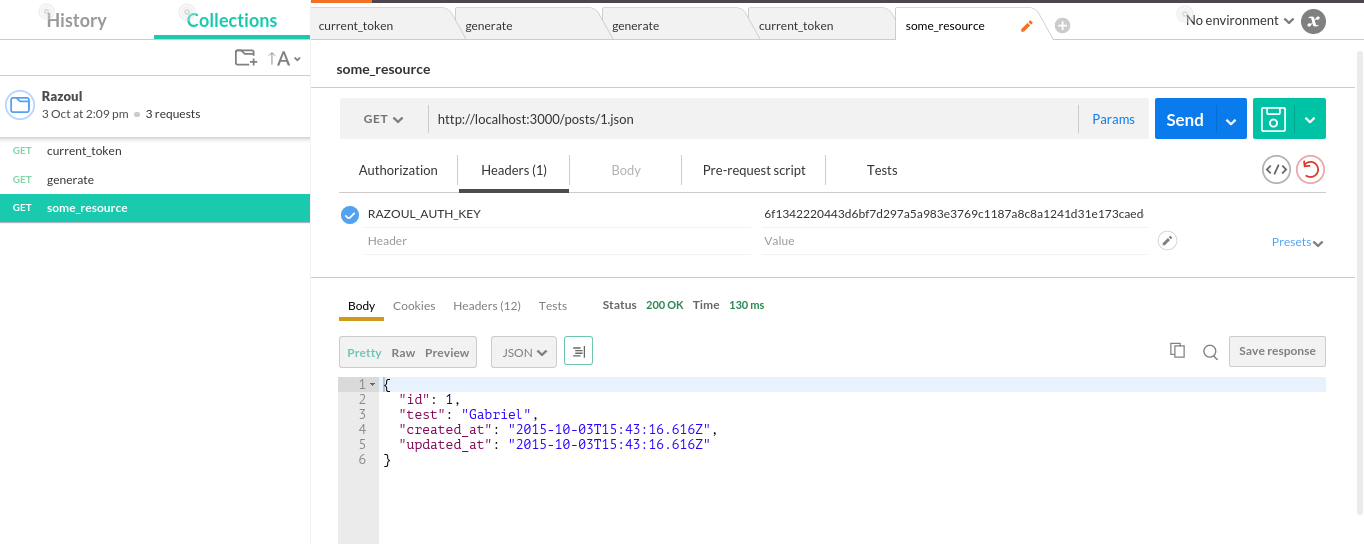 History Collections
current_token generate generate current_token some_resource No environment
A
Razoul
3 Oct at 2:09 pm 3 requests
GET current_token
GET generate
GET some_resource
some_resource
GET http://localhost:3000/posts/1.json Params Send
Authorization Headers (1) Body Pre-request script Tests
RAZOUL_AUTH_KEY 6f1342220443d6bf7d297a5a983e3769c1187a8c8a1241d31e173caed
Header Value Presets
Body Cookies Headers (12) Tests Status 200 OK Time 130 ms
Pretty Raw Preview JSON Save response
1 {
2 "id": 1,
3 "test": "Gabriel",
4 "created_at": "2015-10-03T15:43:16.616Z",
5 "updated_at": "2015-10-03T15:43:16.616Z"
6 }